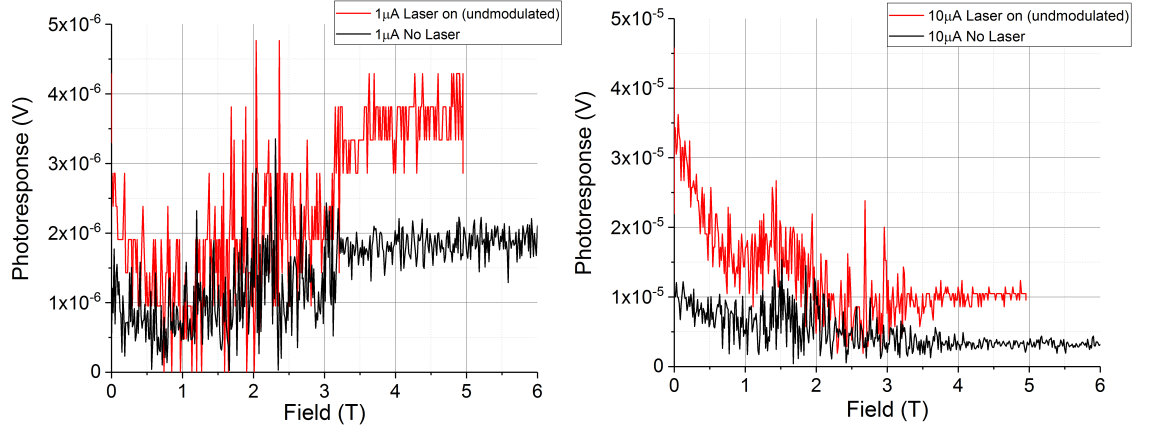 1μA Laser on (undmodulated)
1μA No Laser
5x10⁻⁶
4x10⁻⁶
3x10⁻⁶
2x10⁻⁶
1x10⁻⁶
0
0 1 2 3 4 5 6
Photoresponse (V)
Field (T)
10μA Laser on (undmodulated)
10μA No Laser
5x10⁻⁵
4x10⁻⁵
3x10⁻⁵
2x10⁻⁵
1x10⁻⁵
0
0 1 2 3 4 5 6
Photoresponse (V)
Field (T)